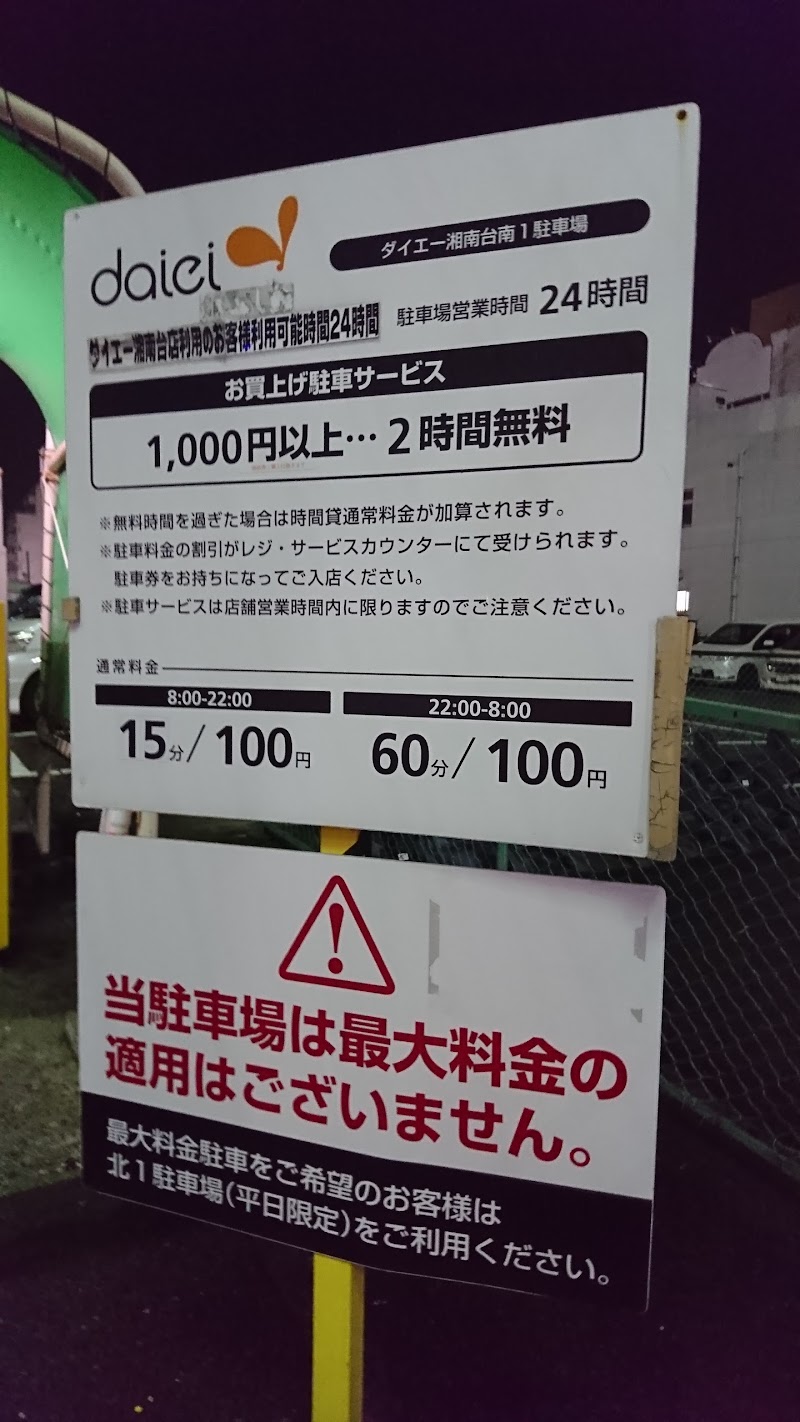 daiei
ダイエー湘南台南1駐車場
ダイエー湘南台店利用のお客様利用可能時間24時間
駐車場営業時間 24時間
お買上げ駐車サービス
1,000円以上…2時間無料
※無料時間を過ぎた場合は時間貸通常料金が加算されます。
※駐車料金の割引がレジ・サービスカウンターにて受けられます。
駐車券をお持ちになってご入店ください。
※駐車サービスは店舗営業時間内に限りますのでご注意ください。
通常料金
8:00-22:00
15分/100円
22:00-8:00
60分/100円
当駐車場は最大料金の
適用はございません。
最大料金駐車をご希望のお客様は
北1駐車場(平日限定)をご利用ください。